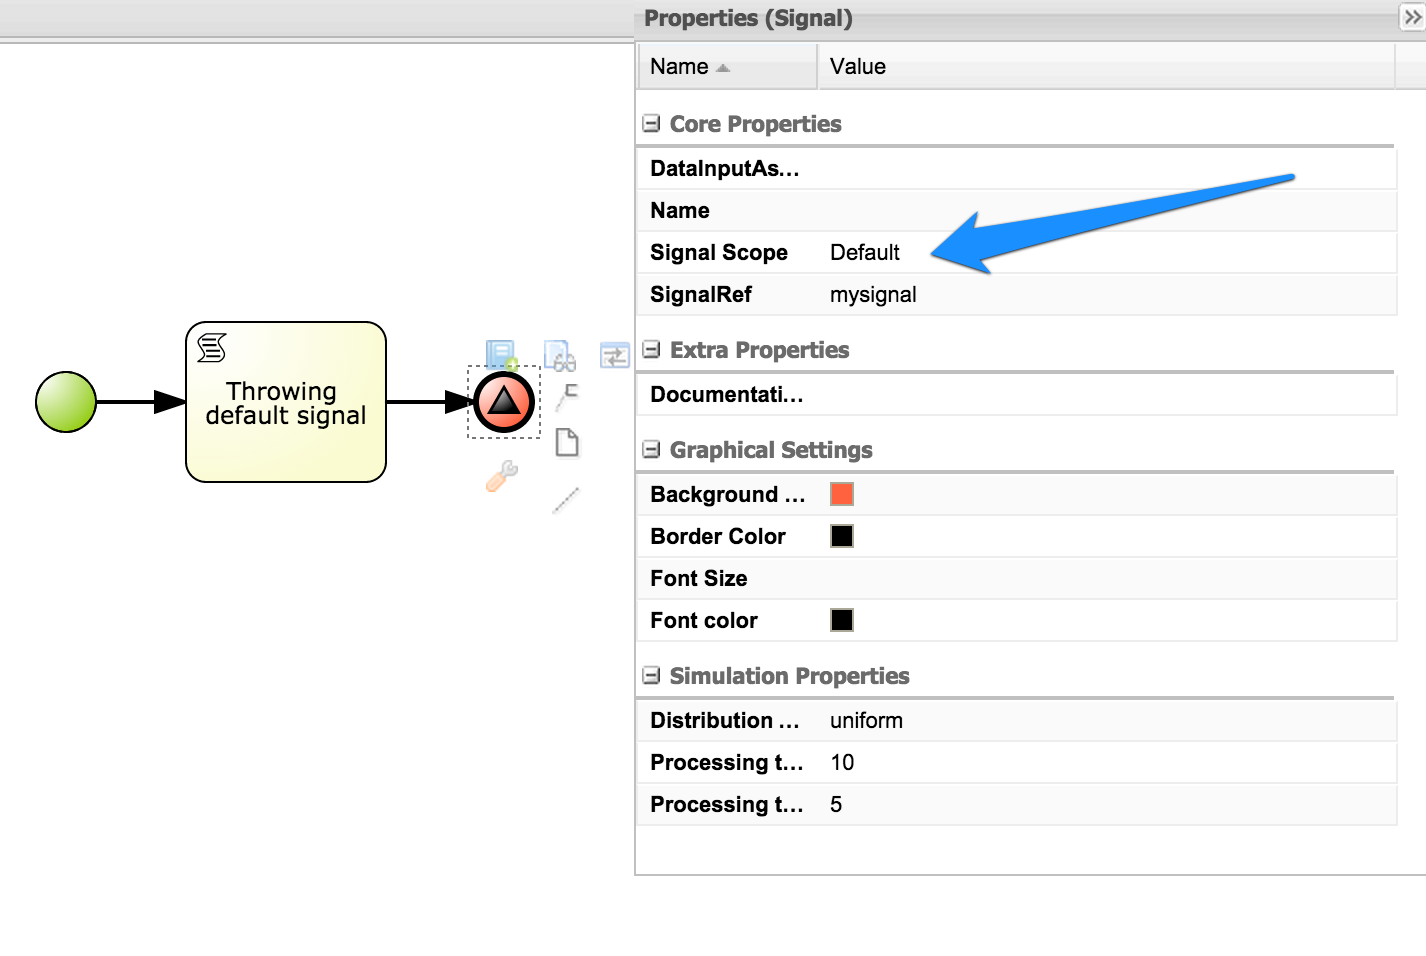 Properties (Signal)
Name Value
Core Properties
DataInputAs...
Name
Signal Scope Default
SignalRef mysignal
Extra Properties
Documentati...
Graphical Settings
Background ...
Border Color
Font Size
Font color
Simulation Properties
Distribution ... uniform
Processing t... 10
Processing t... 5
Throwing
default signal